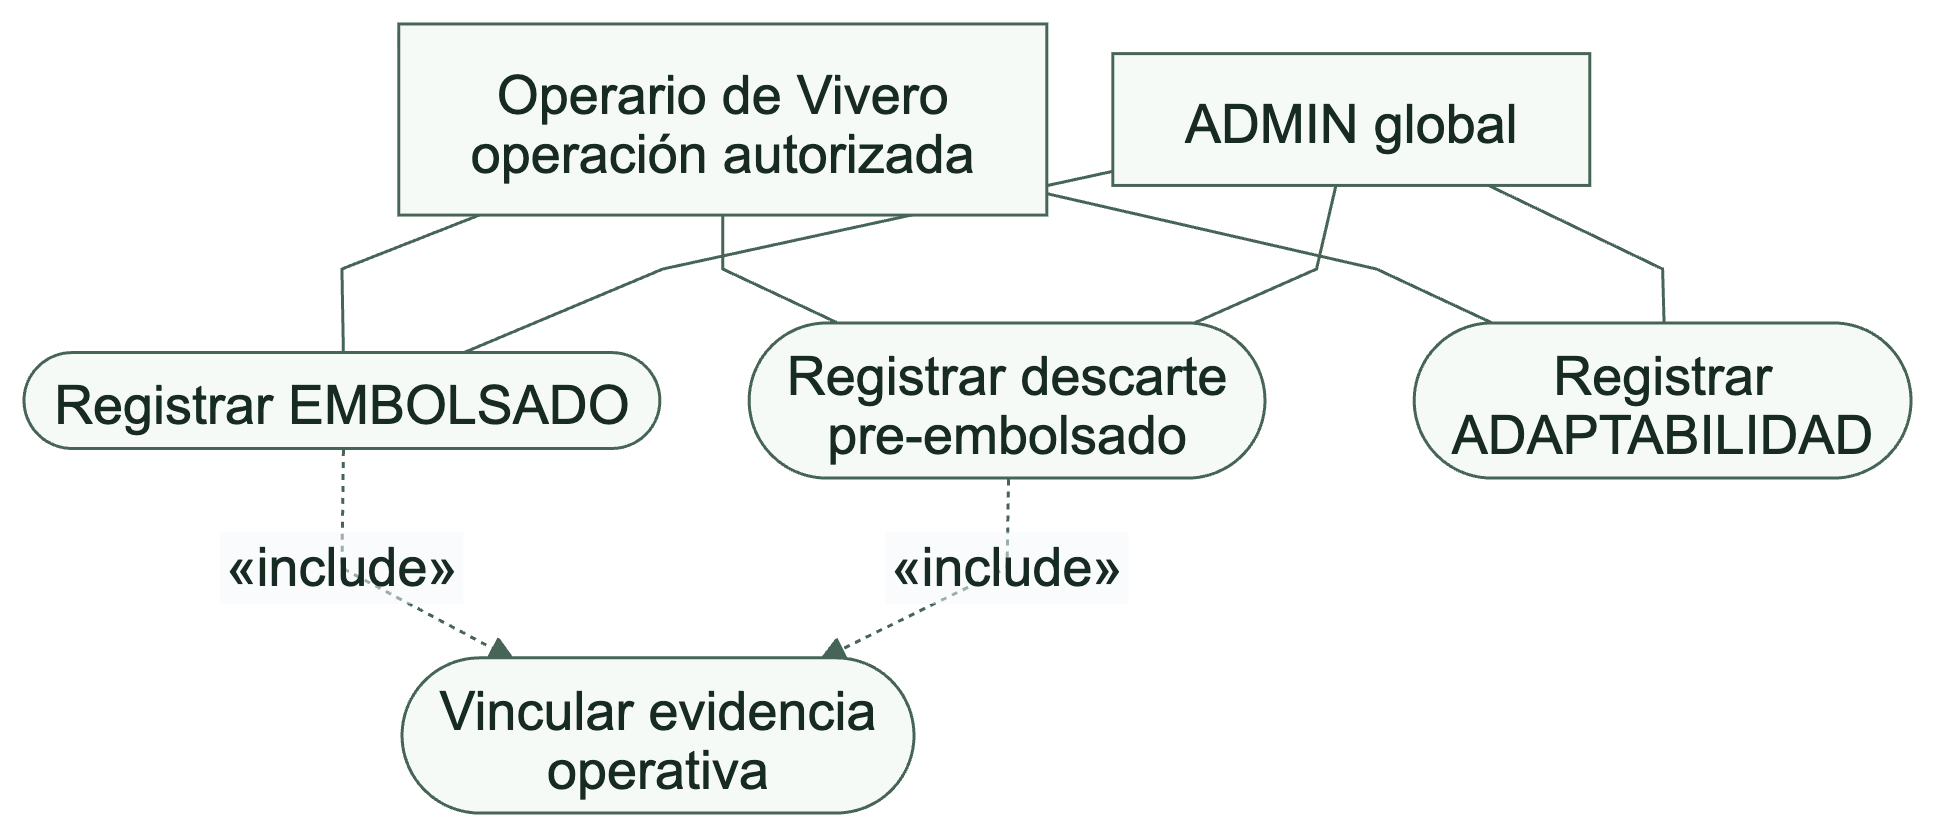 Operario de Vivero
operación autorizada
ADMIN global
Registrar EMBOLSADO
Registrar descarte
pre-embolsado
Registrar
ADAPTABILIDAD
«include»
«include»
Vincular evidencia
operativa